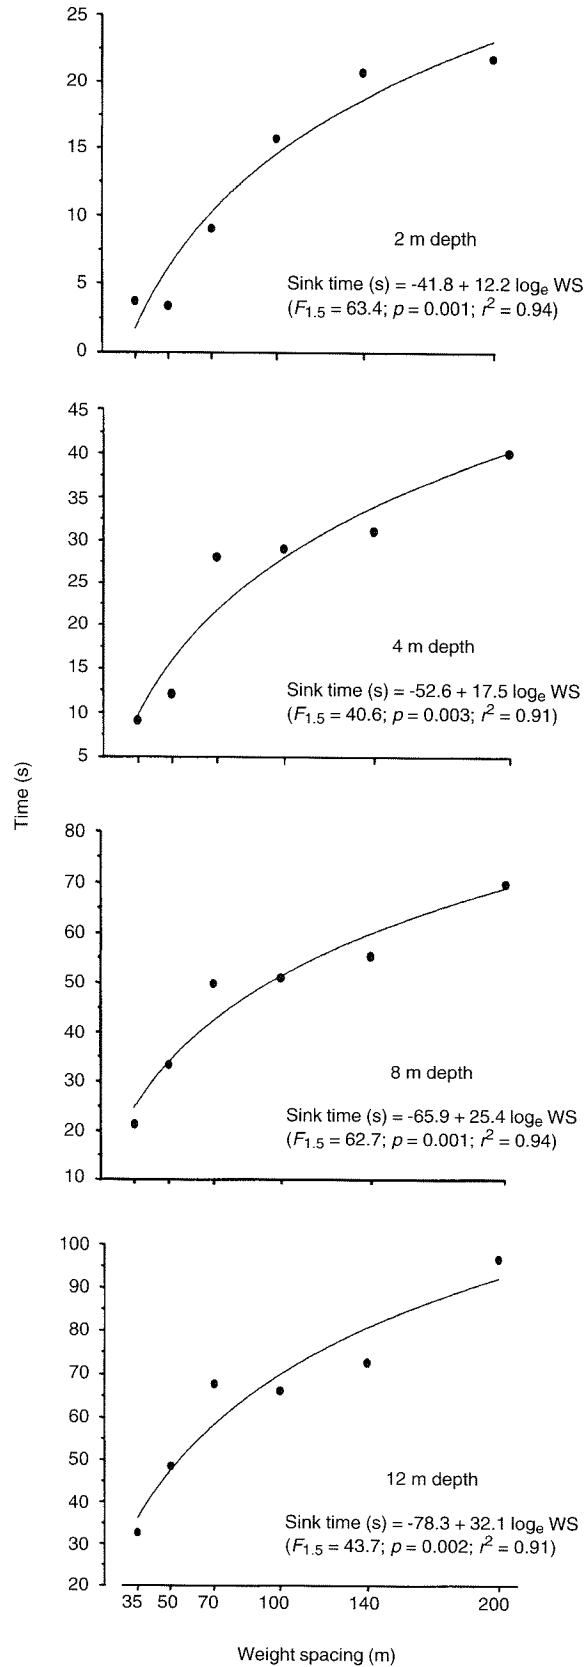 25
20
15
10
5
0
2 m depth
Sink time (s) = -41.8 + 12.2 logₑ WS
(F₁.₅ = 63.4; p = 0.001; r² = 0.94)
45
40
35
30
25
20
15
10
5
4 m depth
Sink time (s) = -52.6 + 17.5 logₑ WS
(F₁.₅ = 40.6; p = 0.003; r² = 0.91)
Time (s)
80
70
60
50
40
30
20
10
8 m depth
Sink time (s) = -65.9 + 25.4 logₑ WS
(F₁.₅ = 62.7; p = 0.001; r² = 0.94)
100
90
80
70
60
50
40
30
20
12 m depth
Sink time (s) = -78.3 + 32.1 logₑ WS
(F₁.₅ = 43.7; p = 0.002; r² = 0.91)
35 50 70 100 140 200
Weight spacing (m)